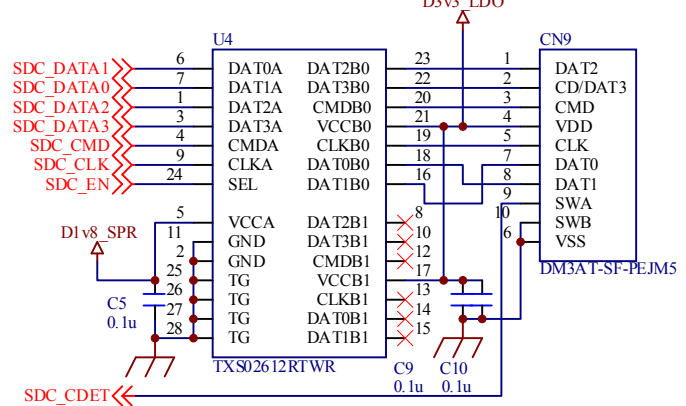 D3v3_LDO
U4
CN9
SDC_DATA1 6 DAT0A DAT2B0 23 1 DAT2
SDC_DATA0 7 DAT1A DAT3B0 22 2 CD/DAT3
SDC_DATA2 1 DAT2A CMDB0 20 3 CMD
SDC_DATA3 3 DAT3A VCCB0 21 4 VDD
SDC_CMD 4 CMDA CLKB0 19 5 CLK
SDC_CLK 9 CLKA DAT0B0 18 7 DAT0
SDC_EN 24 SEL DAT1B0 16 8 DAT1
9 SWA
5 VCCA DAT2B1 8 10 SWB
D1v8_SPR 11 GND DAT3B1 10 6 VSS
2 GND CMDB1 12
DM3AT-SF-PEJM5
25 TG VCCB1 17
26 TG CLKB1 13
C5 27 TG DAT0B1 14
0.1u 28 TG DAT1B1 15
TXS02612RTWR
C9 C10
0.1u 0.1u
SDC_CDET